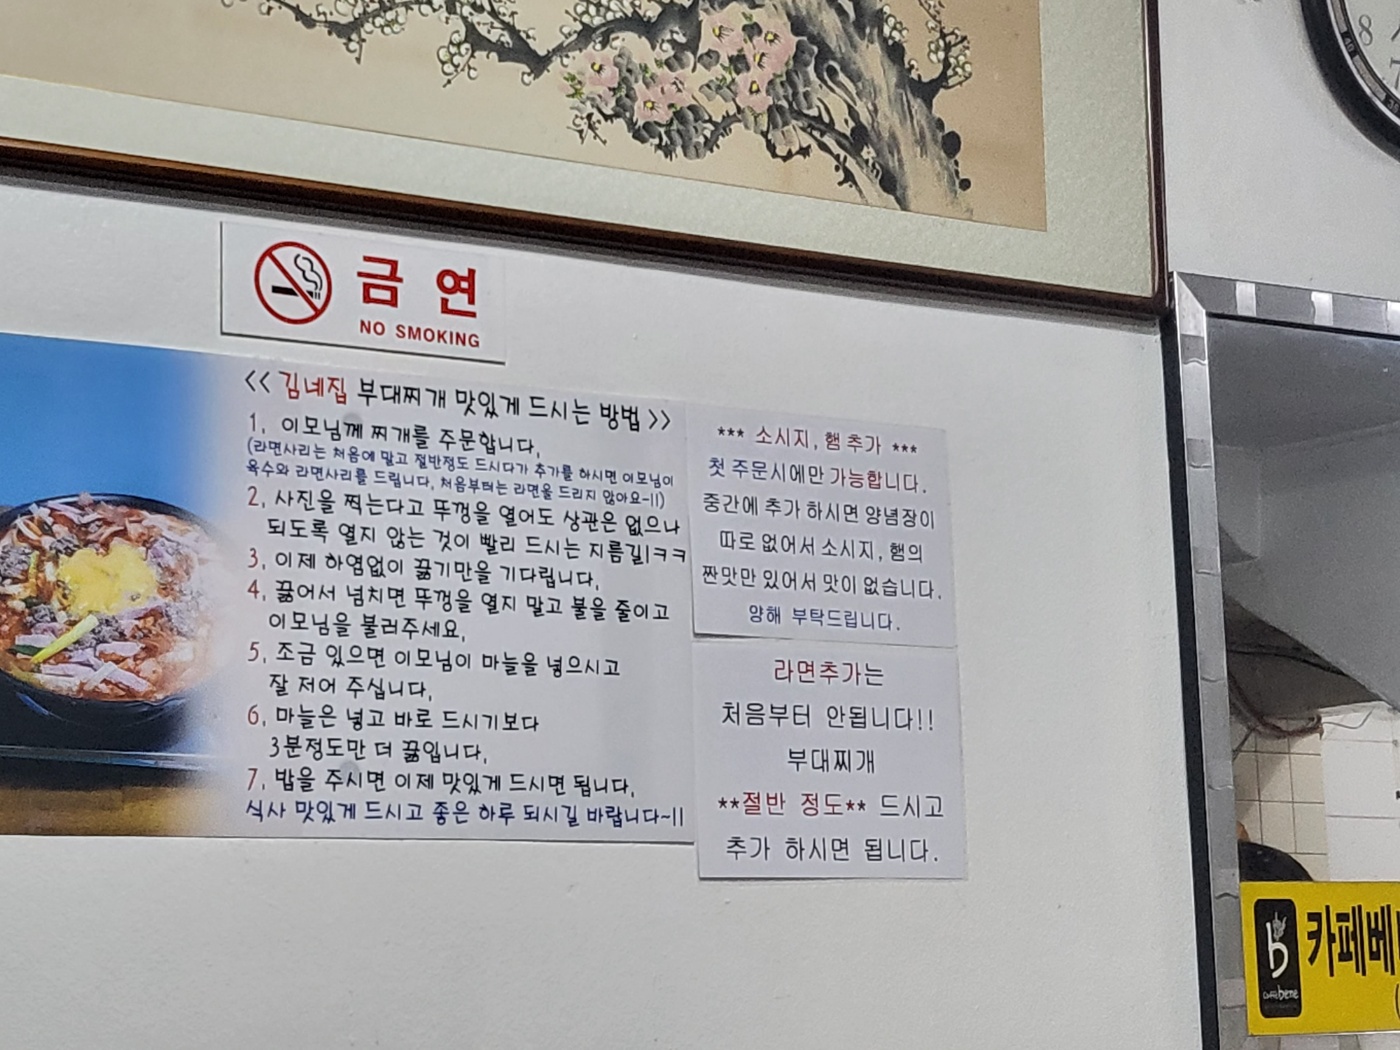 금 연
NO SMOKING
<< 김네집 부대찌개 맛있게 드시는 방법 >>
1. 이모님께 찌개를 주문합니다.
(라면사리는 처음에 말고 절반정도 드시다가 추가를 하시면 이모님이
육수와 라면사리를 드립니다. 처음부터는 라면을 드리지 않아요~!!)
2. 사진을 찍는다고 뚜껑을 열어도 상관은 없으나
되도록 열지 않는 것이 빨리 드시는 지름길!ㅋㅋ
3. 이제 하염없이 끓기만을 기다립니다.
4. 끓어서 넘치면 뚜껑을 열지 말고 불을 줄이고
이모님을 불러주세요.
5. 조금 있으면 이모님이 마늘을 넣으시고
잘 저어 주십니다.
6. 마늘은 넣고 바로 드시기보다
3분정도만 더 끓입니다.
7. 밥을 주시면 이제 맛있게 드시면 됩니다.
식사 맛있게 드시고 좋은 하루 되시길 바랍니다~!!
*** 소시지, 햄 추가 ***
첫 주문시에만 가능합니다.
중간에 추가 하시면 양념장이
따로 없어서 소시지, 햄의
짠맛만 있어서 맛이 없습니다.
양해 부탁드립니다.
라면추가는
처음부터 안됩니다!!
부대찌개
**절반 정도** 드시고
추가 하시면 됩니다.
8
카페베
caffé bene